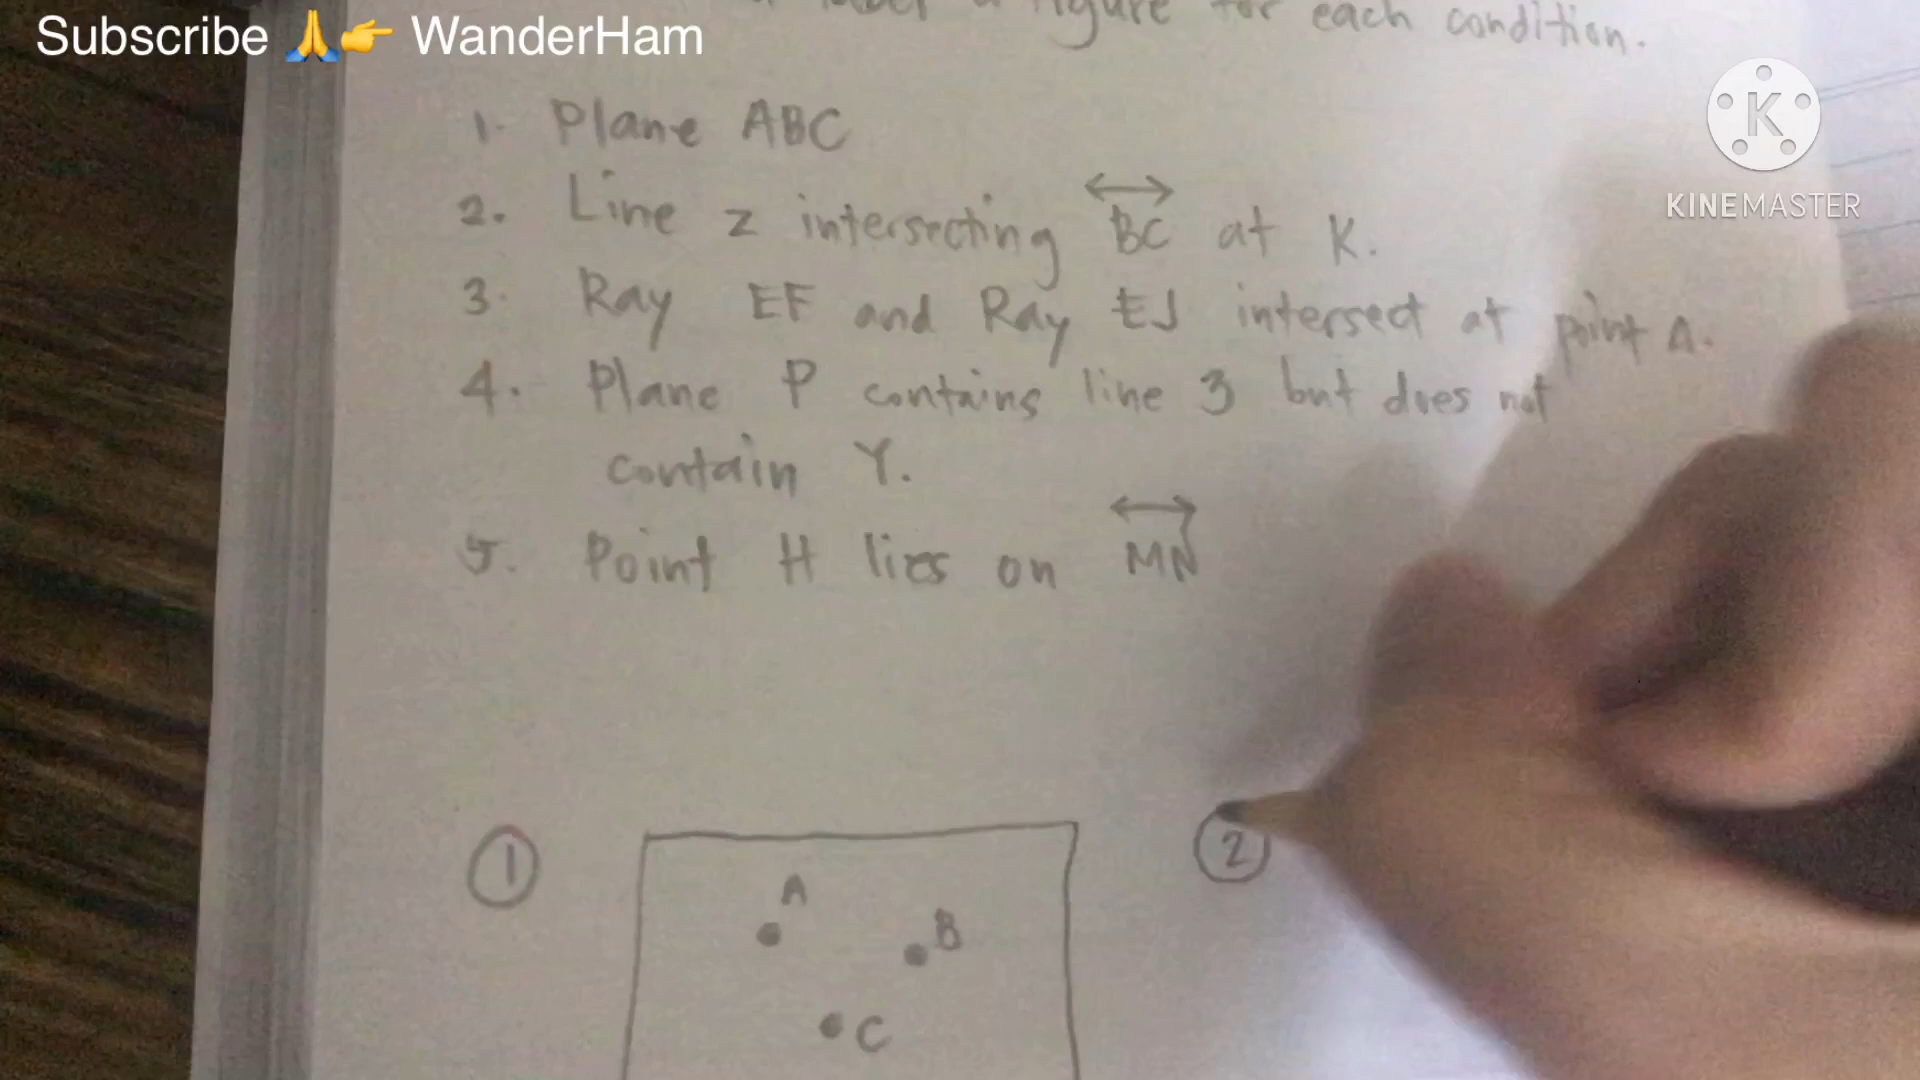 Subscribe 🙏👉 WanderHam
a figure for each condition.
K
KINEMASTER
1. Plane ABC
2. Line z intersecting BC at K.
3. Ray EF and Ray EJ intersect at point A.
4. Plane P contains line 3 but does not
contain Y.
5. Point H lies on MN
1
2
A
B
C